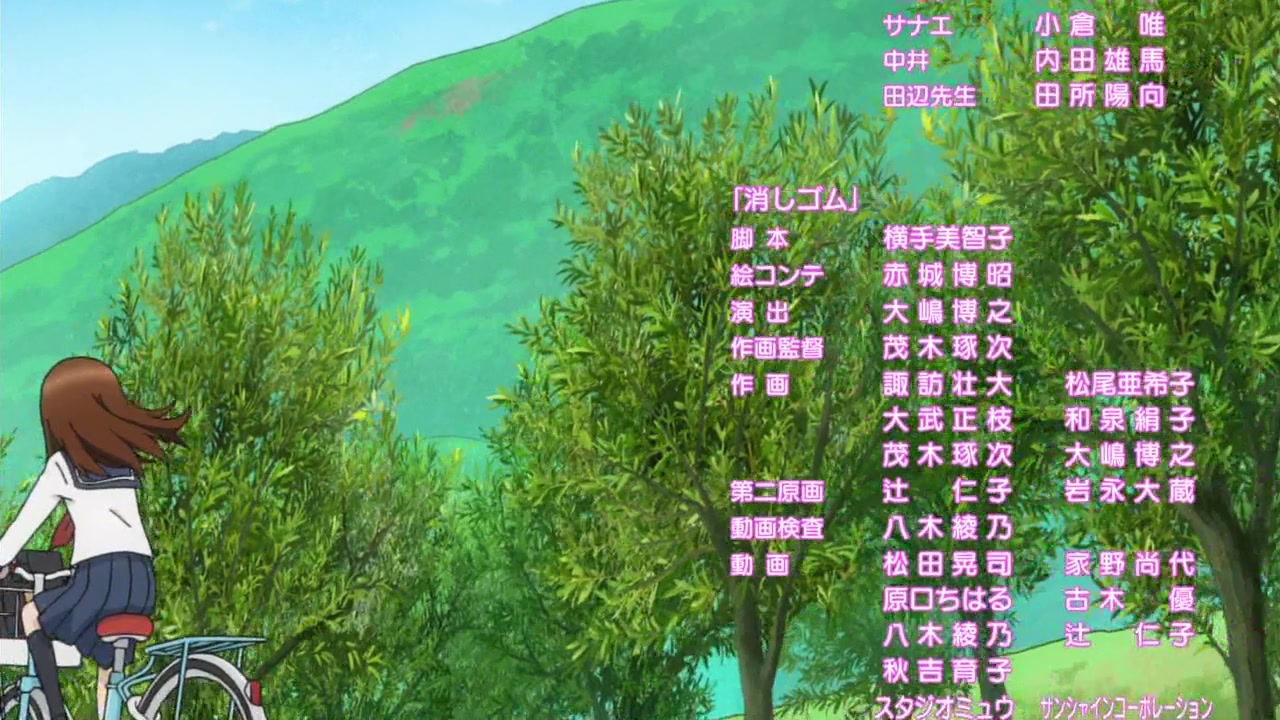 サナエ 小倉 唯
中井 内田雄馬
田辺先生 田所陽向
「消しゴム」
脚本 横手美智子
絵コンテ 赤城博昭
演出 大嶋博之
作画監督 茂木琢次
作画 諏訪壮大 松尾亜希子
大武正枝 和泉絹子
茂木琢次 大嶋博之
第二原画 辻 仁子 岩永大蔵
動画検査 八木綾乃
動画 松田晃司 家野尚代
原口ちはる 古木 優
八木綾乃 辻 仁子
秋吉育子
スタジオミュウ サンシャインコーポレーション